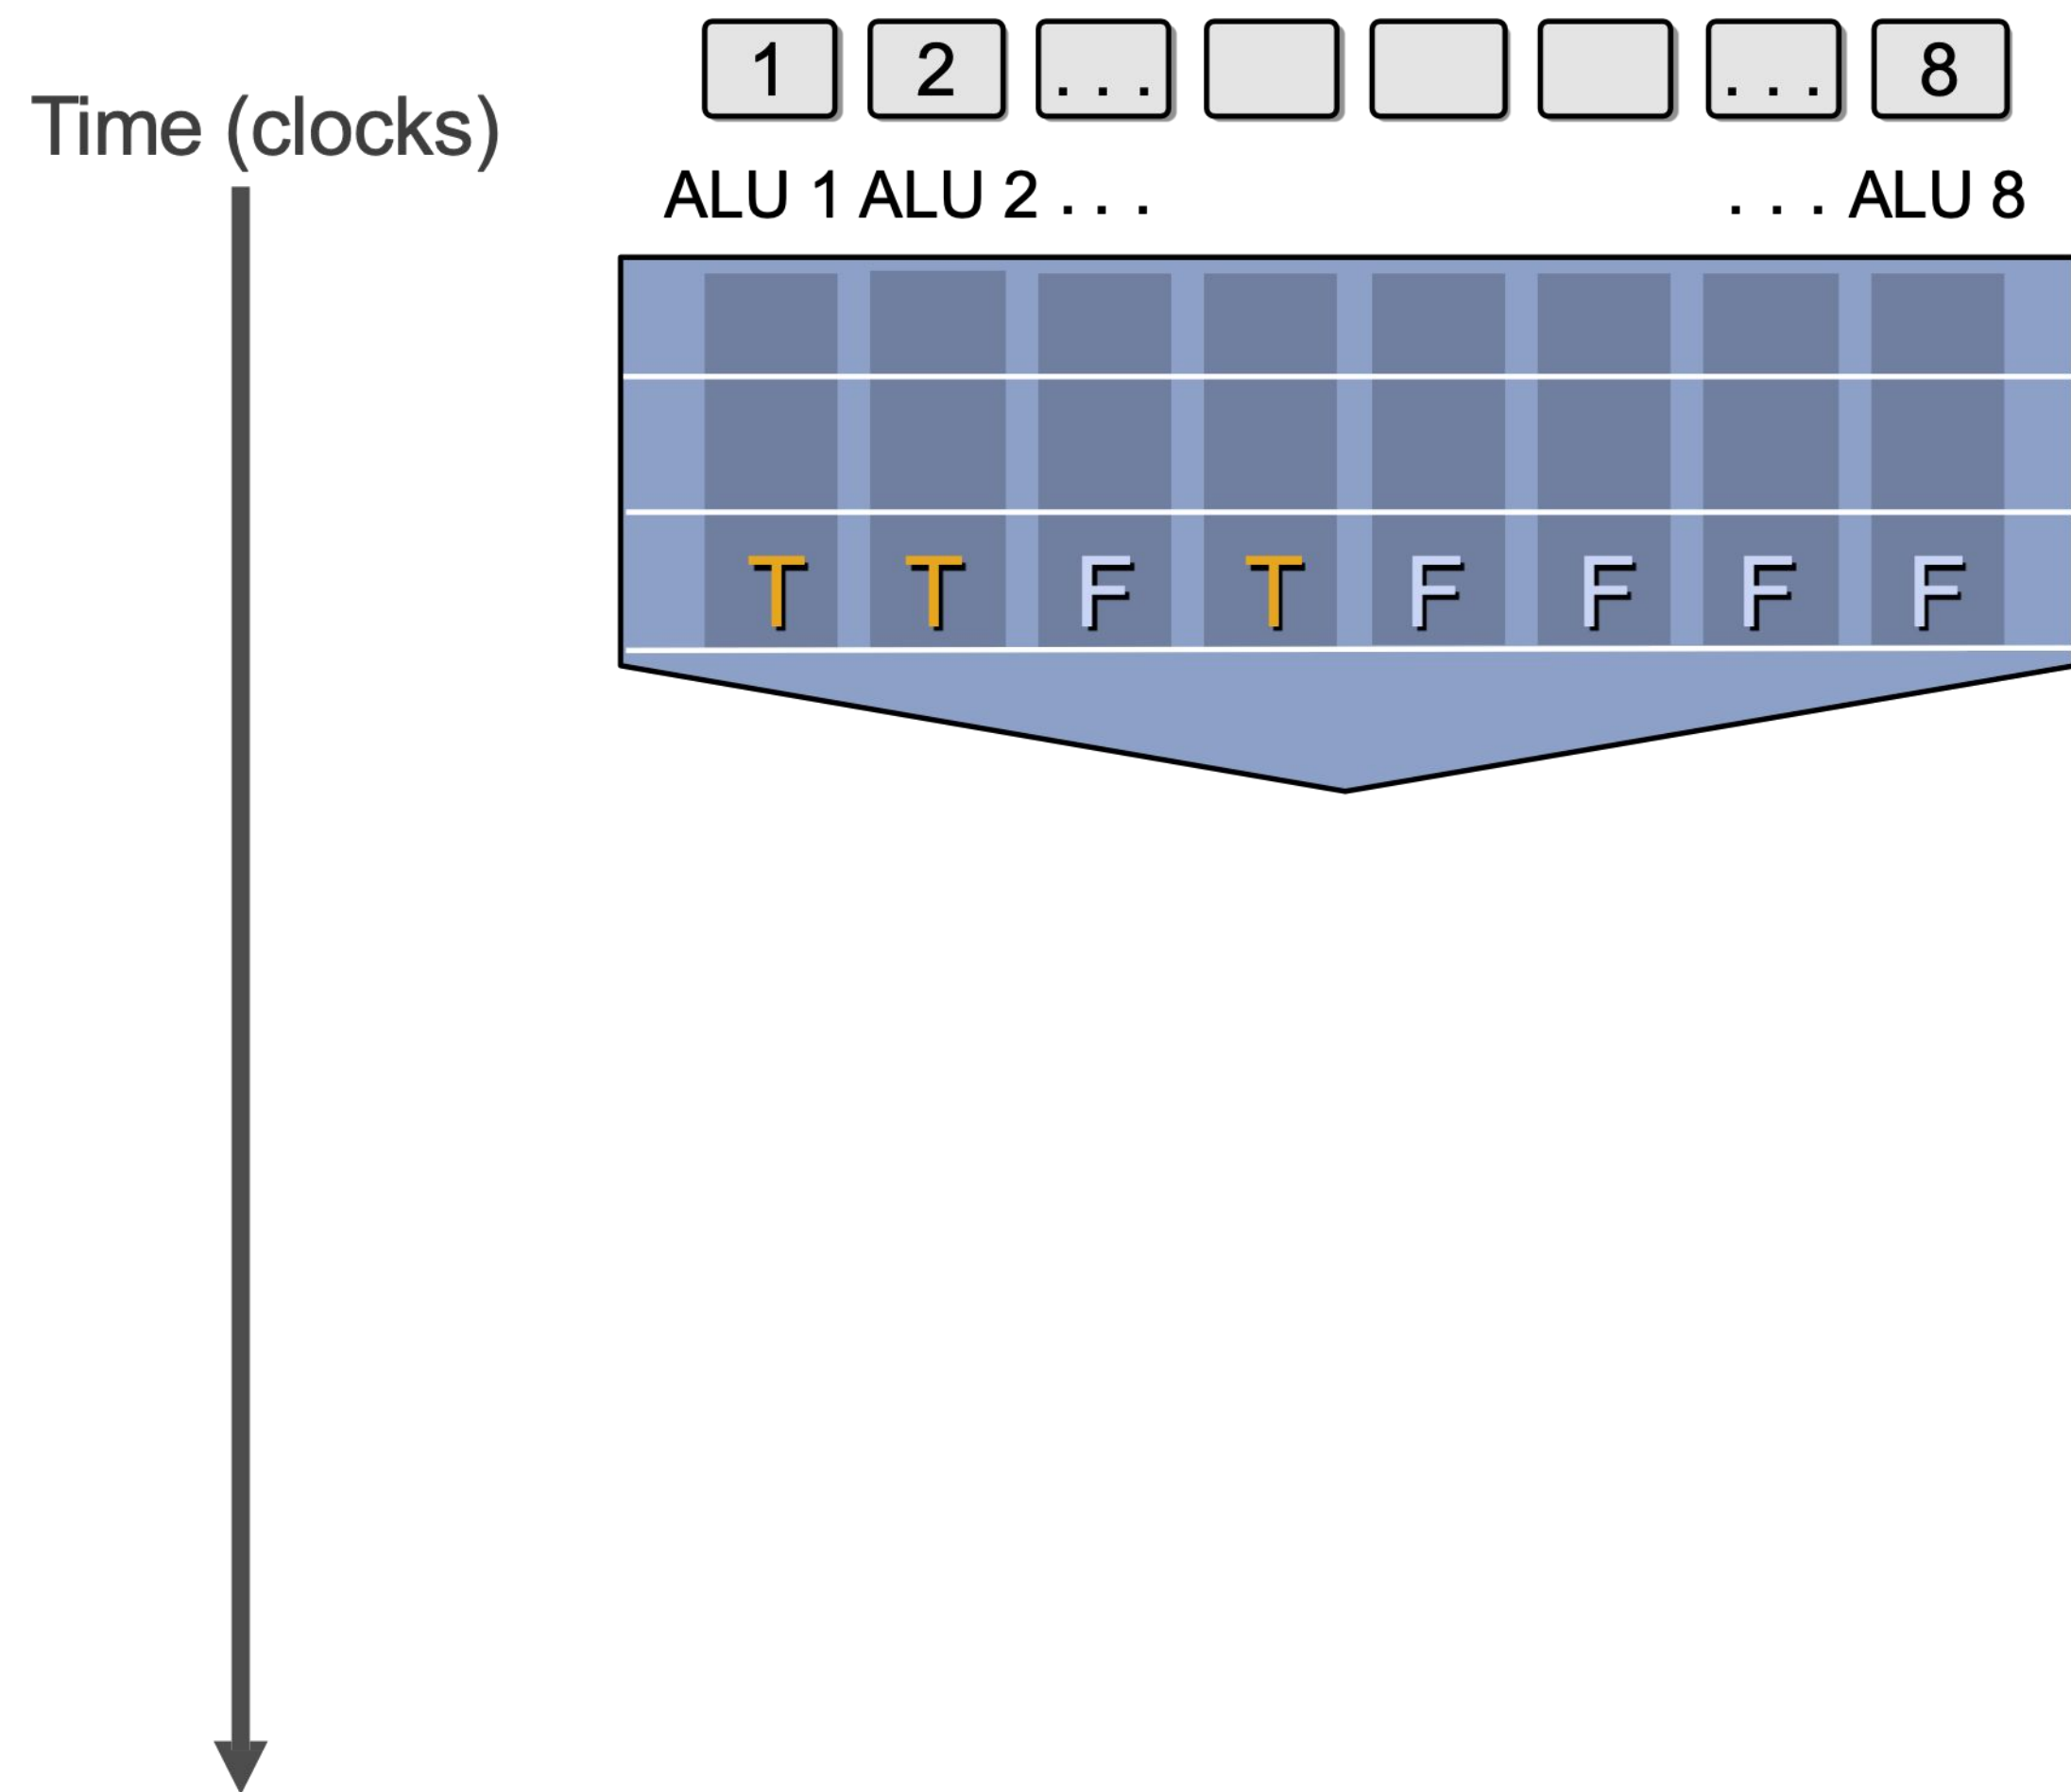 1 2 . . . . . . 8
Time (clocks)
ALU 1 ALU 2 . . . . . . ALU 8
T T F T F F F F